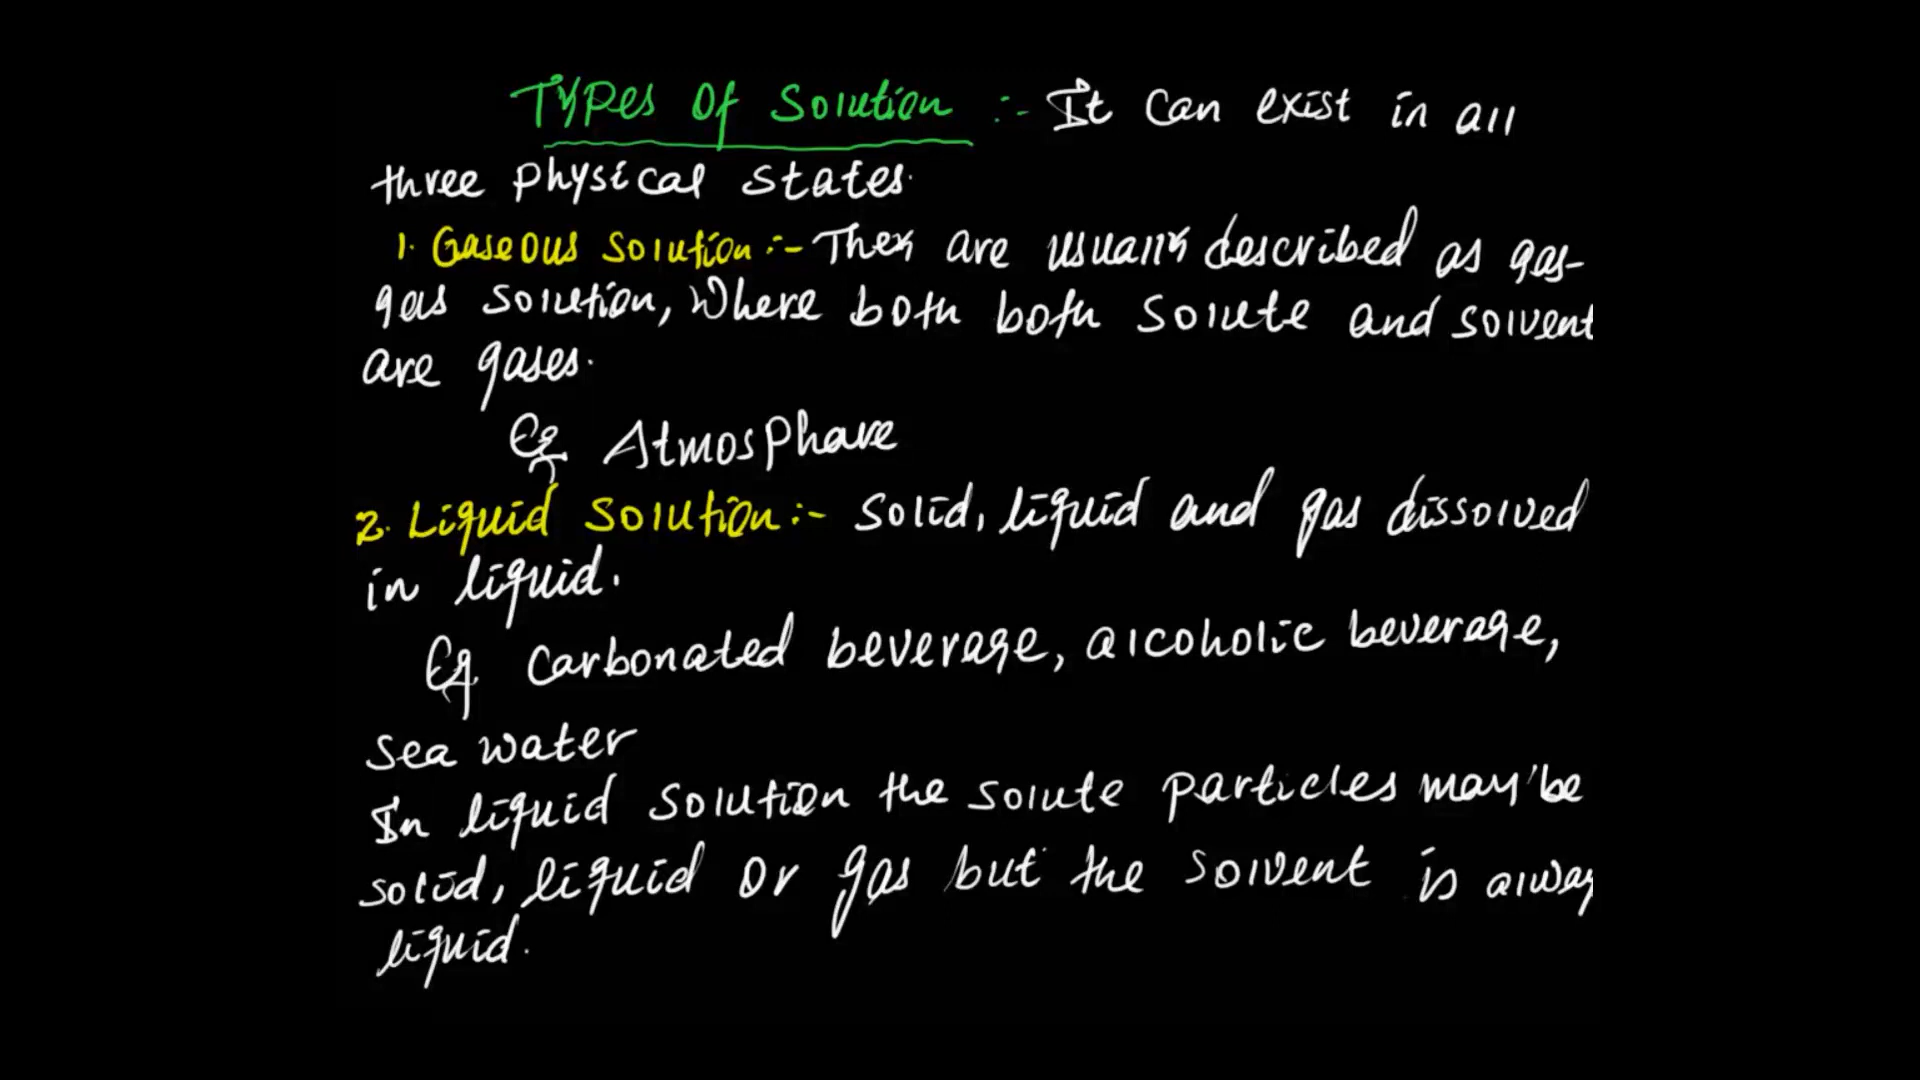 Types Of Solution :- It can exist in all
three physical states.
1. Gaseous solution :- They are usually described as gas-
gas solution, Where both both solute and solvent
are gases.
Eg Atmosphare
2. Liquid solution :- solid, liquid and gas dissolved
in liquid.
Eg carbonated beverage, alcoholic beverage,
sea water
In liquid solution the solute particles may be
solid, liquid or gas but the solvent is alway
liquid.